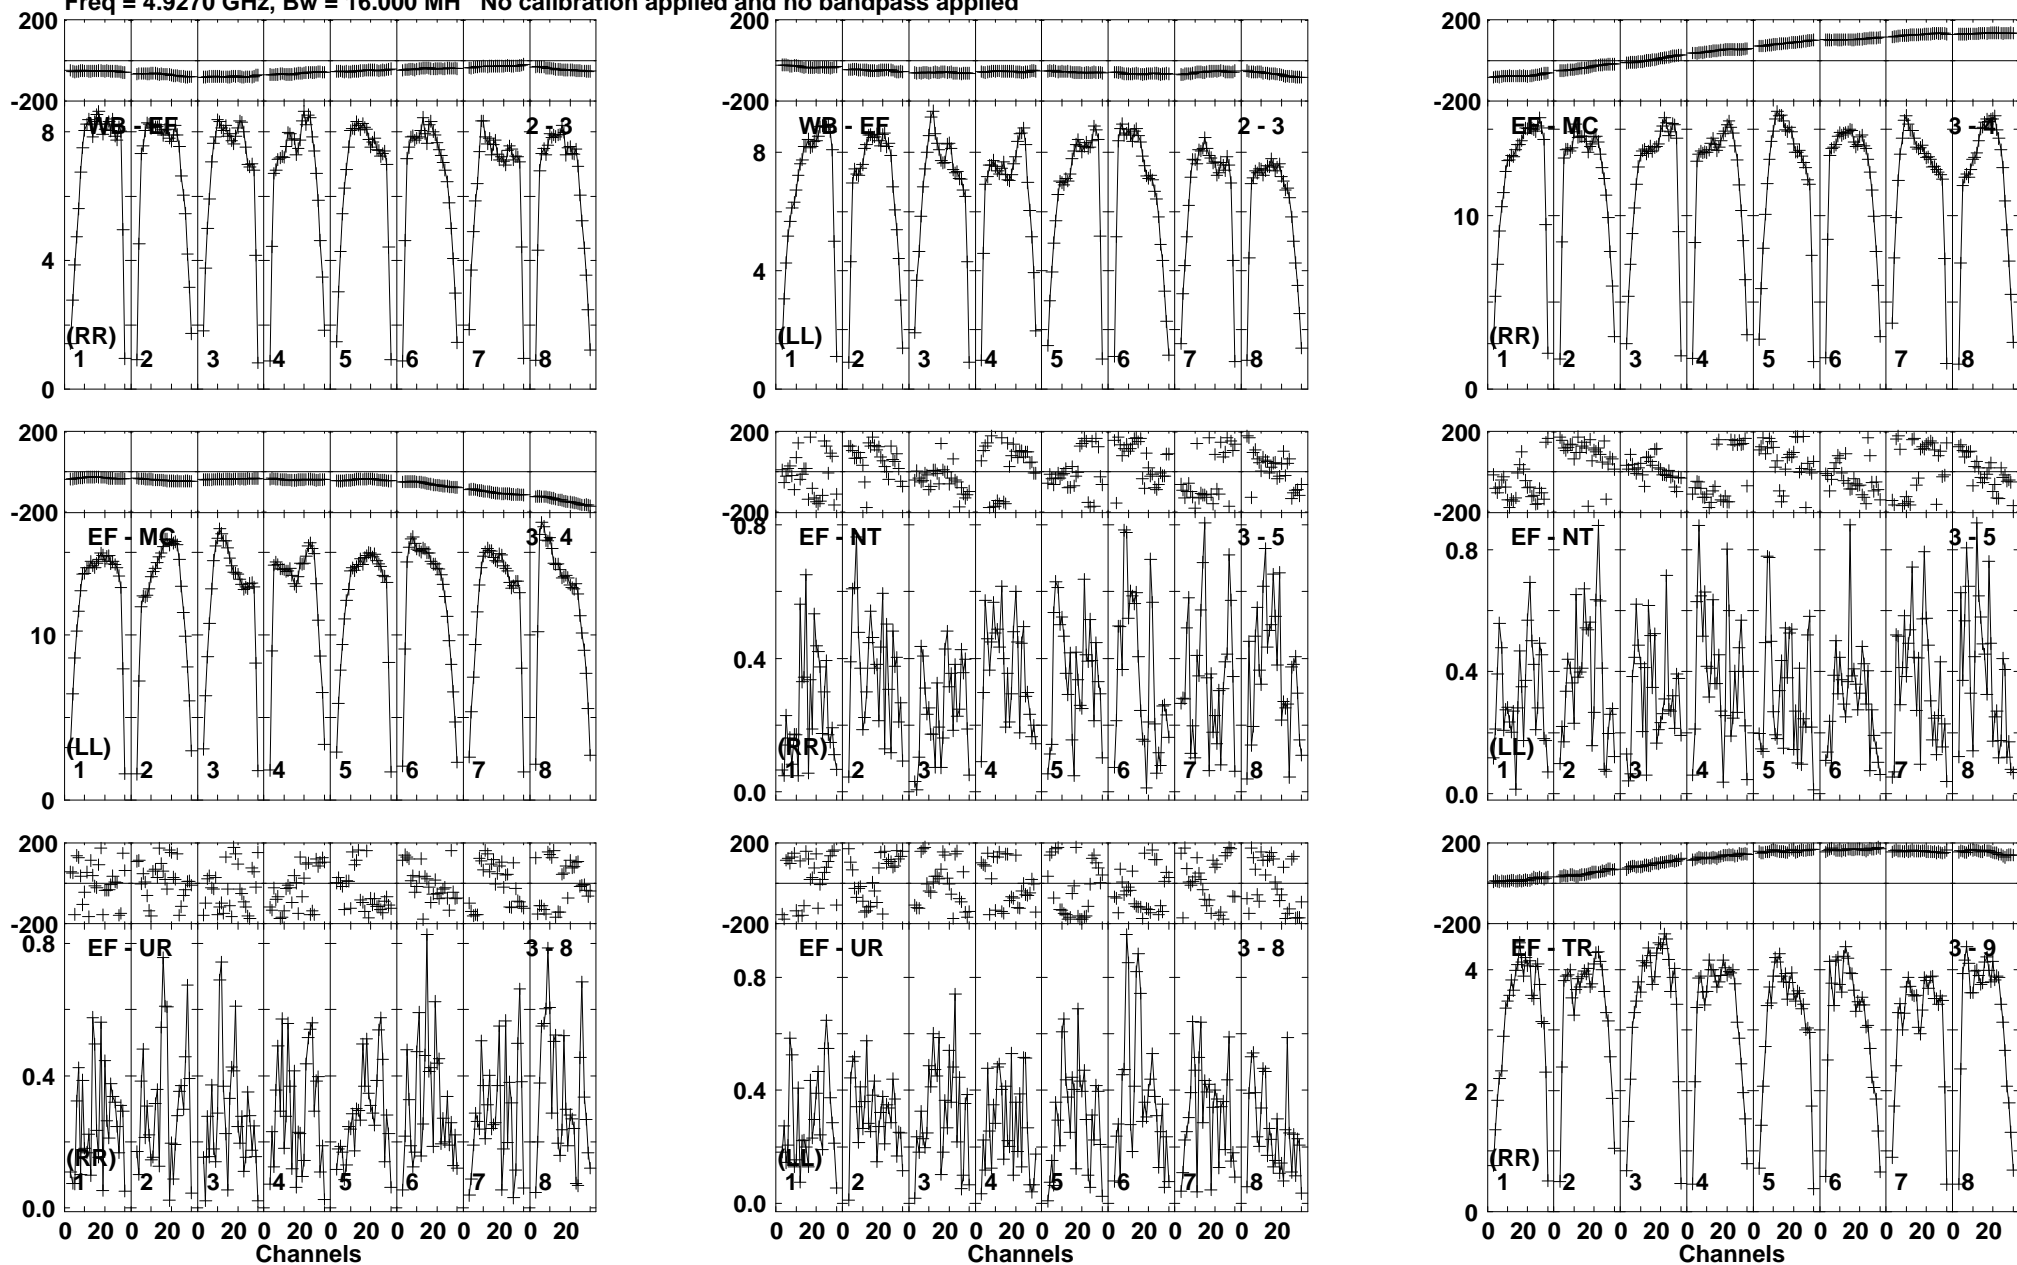 Freq = 4.9270 GHz, Bw = 16.000 MH No calibration applied and no bandpass applied
200
-200
8
4
0
WB - EF 2 - 3
(RR)
1 2 3 4 5 6 7 8
200
-200
8
4
0
WB - EF 2 - 3
(LL)
1 2 3 4 5 6 7 8
200
-200
10
0
EF - MC 3 - 4
(RR)
1 2 3 4 5 6 7 8
200
-200
10
0
EF - MC 3 - 4
(LL)
1 2 3 4 5 6 7 8
200
-200
0.8
0.4
0.0
EF - NT 3 - 5
(RR)
1 2 3 4 5 6 7 8
200
-200
0.8
0.4
0.0
EF - NT 3 - 5
(LL)
1 2 3 4 5 6 7 8
200
-200
0.8
0.4
0.0
EF - UR 3 - 8
(RR)
1 2 3 4 5 6 7 8
0 20 0 20 0 20 0 20 0 20 0 20 0 20 0 20
Channels
200
-200
0.8
0.4
0.0
EF - UR 3 - 8
(LL)
1 2 3 4 5 6 7 8
0 20 0 20 0 20 0 20 0 20 0 20 0 20 0 20
Channels
200
-200
4
2
0
EF - TR 3 - 9
(RR)
1 2 3 4 5 6 7 8
0 20 0 20 0 20 0 20 0 20 0 20 0 20 0 20
Channels